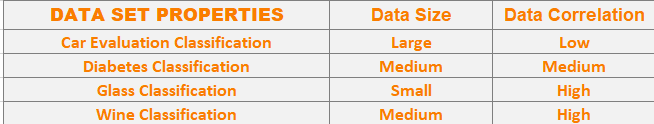 DATA SET PROPERTIES Data Size Data Correlation
Car Evaluation Classification Large Low
Diabetes Classification Medium Medium
Glass Classification Small High
Wine Classification Medium High